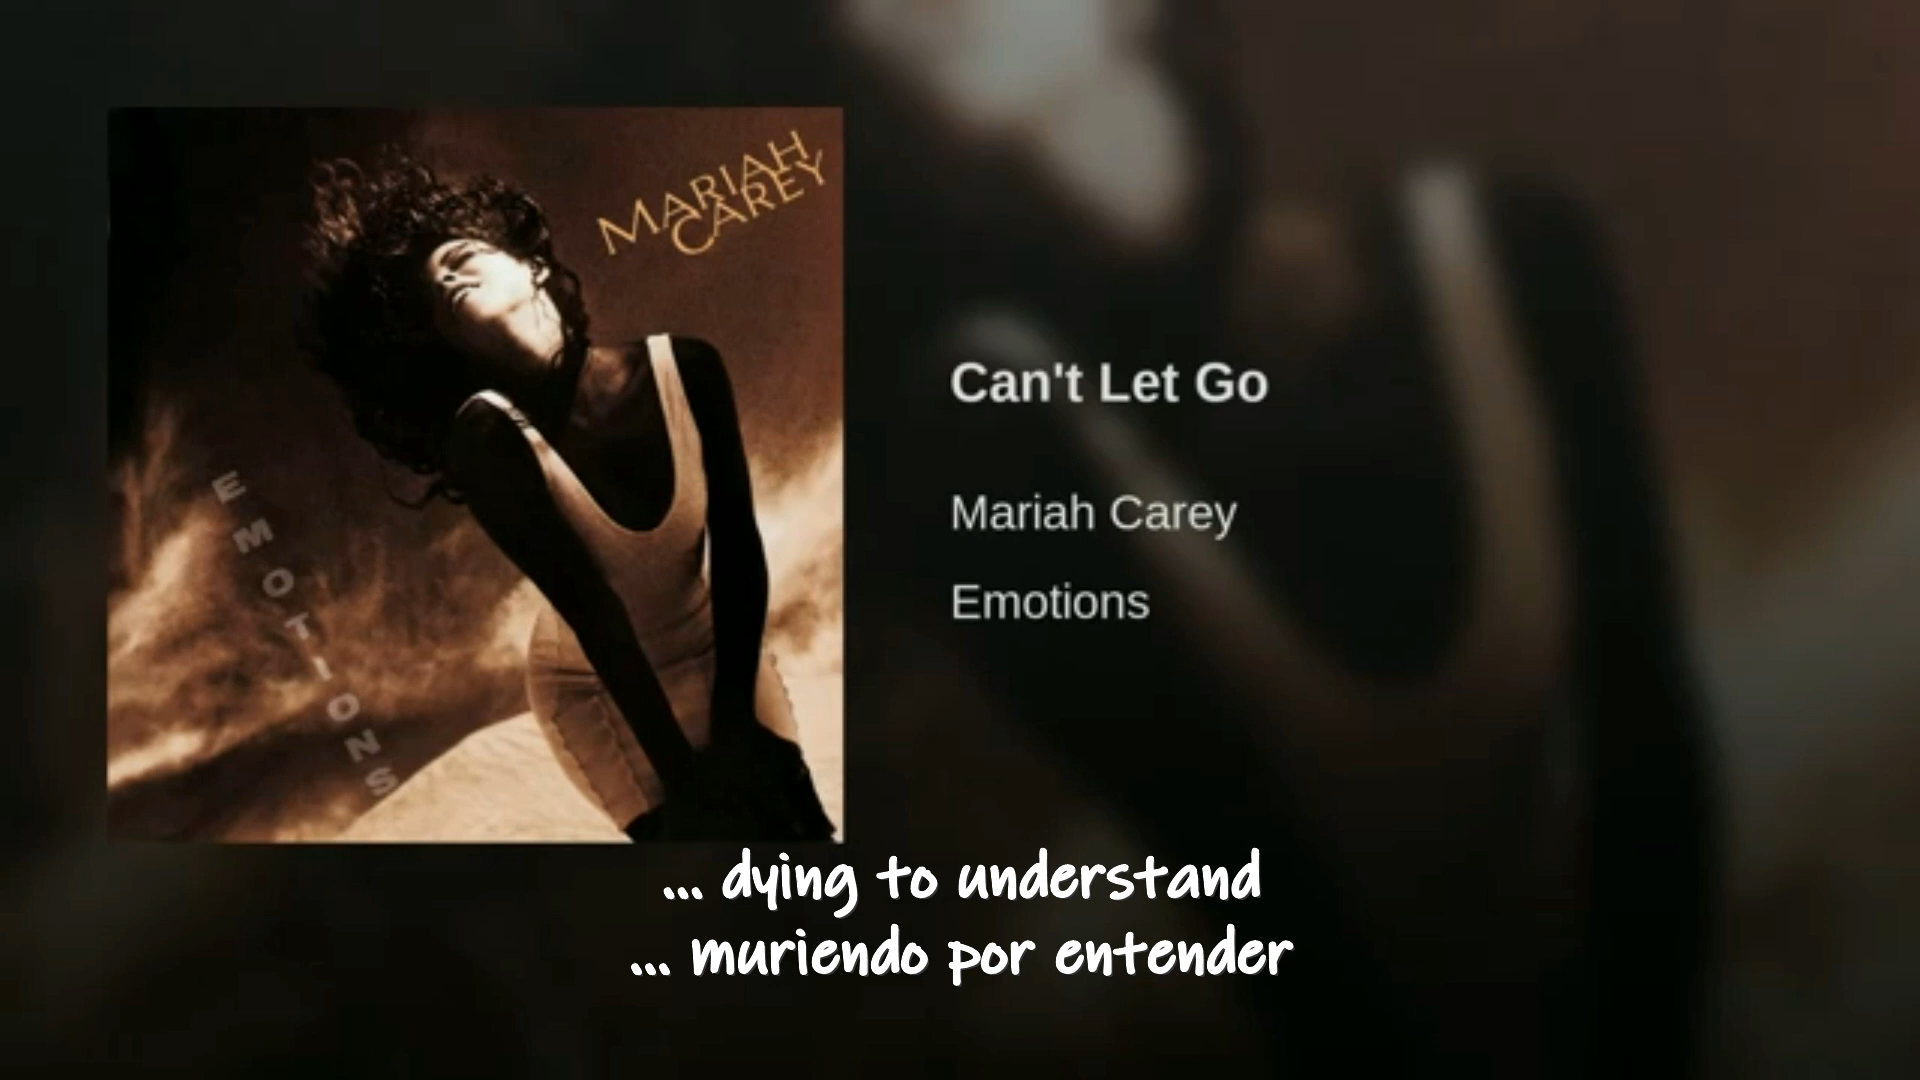 MARIAH
CAREY
EMOTIONS
Can't Let Go
Mariah Carey
Emotions
... dying to understand
... muriendo por entender